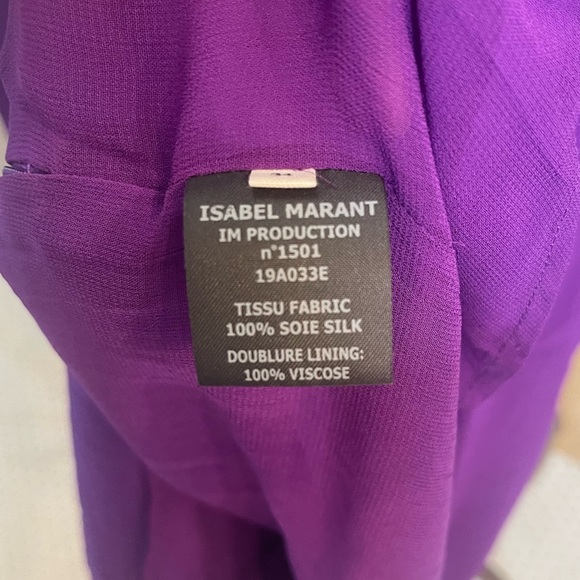 ISABEL MARANT
IM PRODUCTION
n°1501
19A033E
TISSU FABRIC
100% SOIE SILK
DOUBLURE LINING:
100% VISCOSE